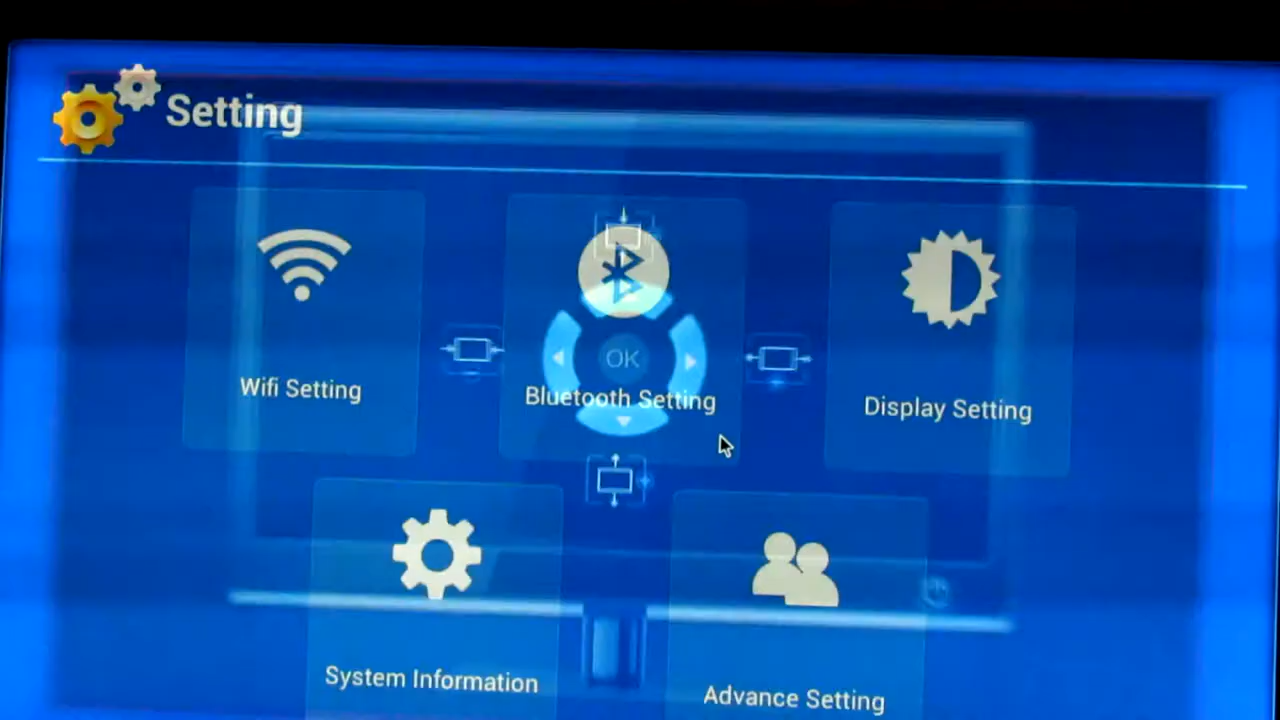 Setting
OK
Wifi Setting
Bluetooth Setting
Display Setting
System Information
Advance Setting